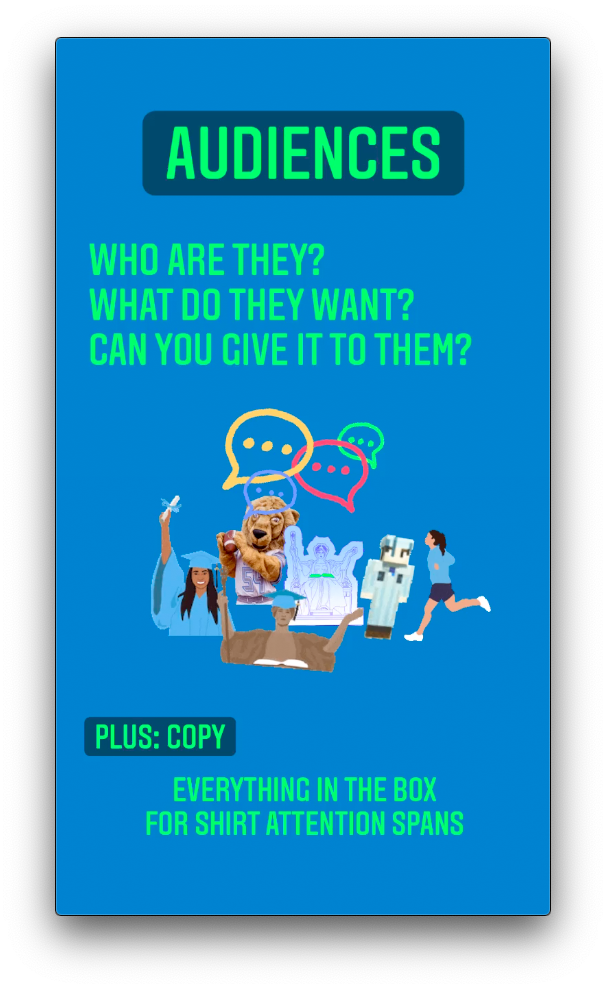 AUDIENCES
WHO ARE THEY?
WHAT DO THEY WANT?
CAN YOU GIVE IT TO THEM?
PLUS: COPY
EVERYTHING IN THE BOX
FOR SHIRT ATTENTION SPANS